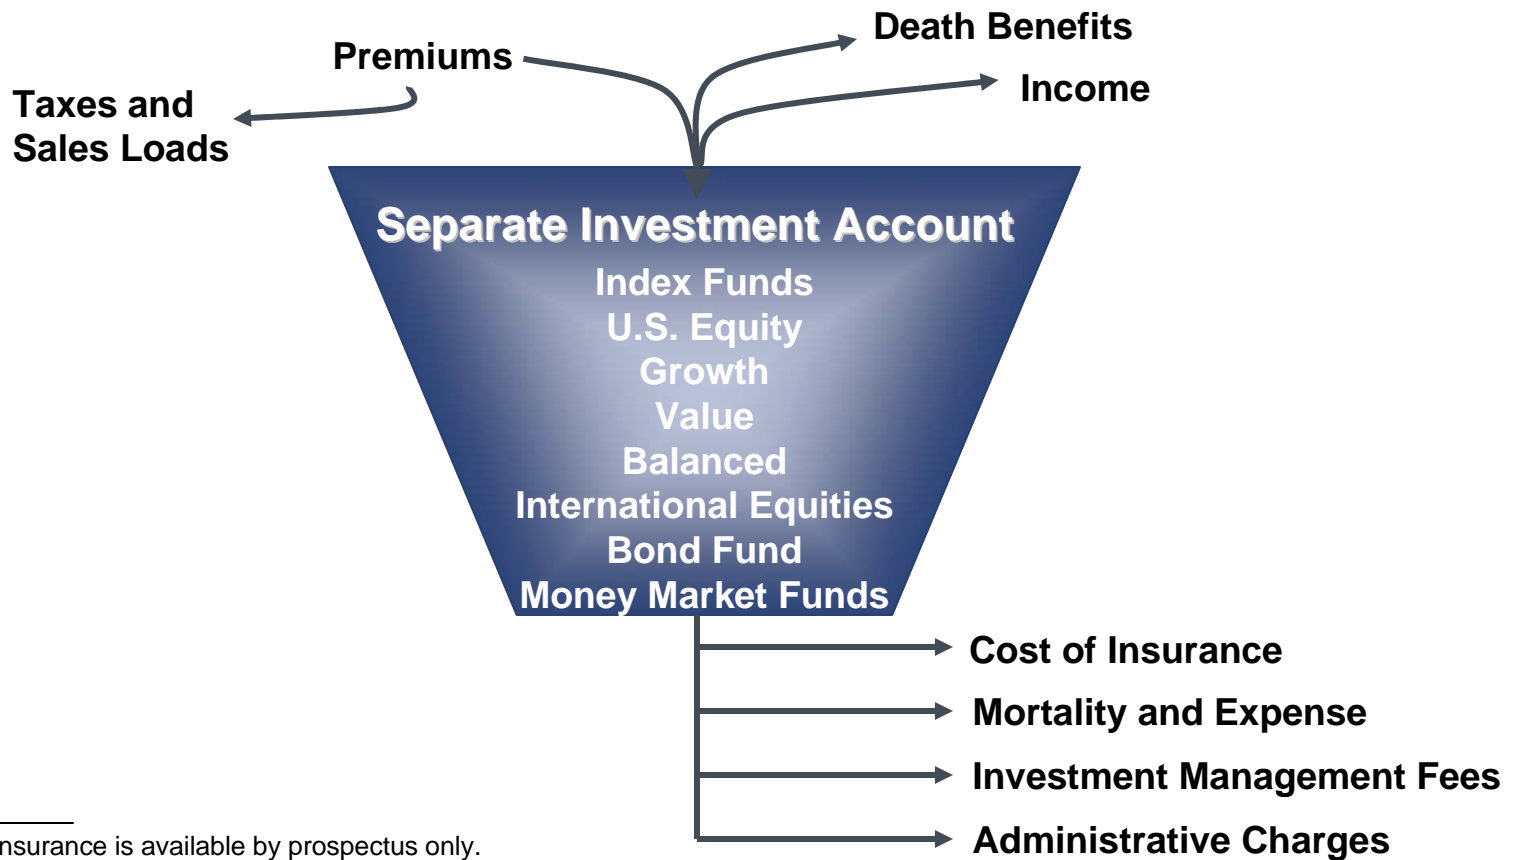 Death Benefits
Premiums
Income
Taxes and
Sales Loads
Separate Investment Account
Index Funds
U.S. Equity
Growth
Value
Balanced
International Equities
Bond Fund
Money Market Funds
Cost of Insurance
Mortality and Expense
Investment Management Fees
Administrative Charges
nsurance is available by prospectus only.